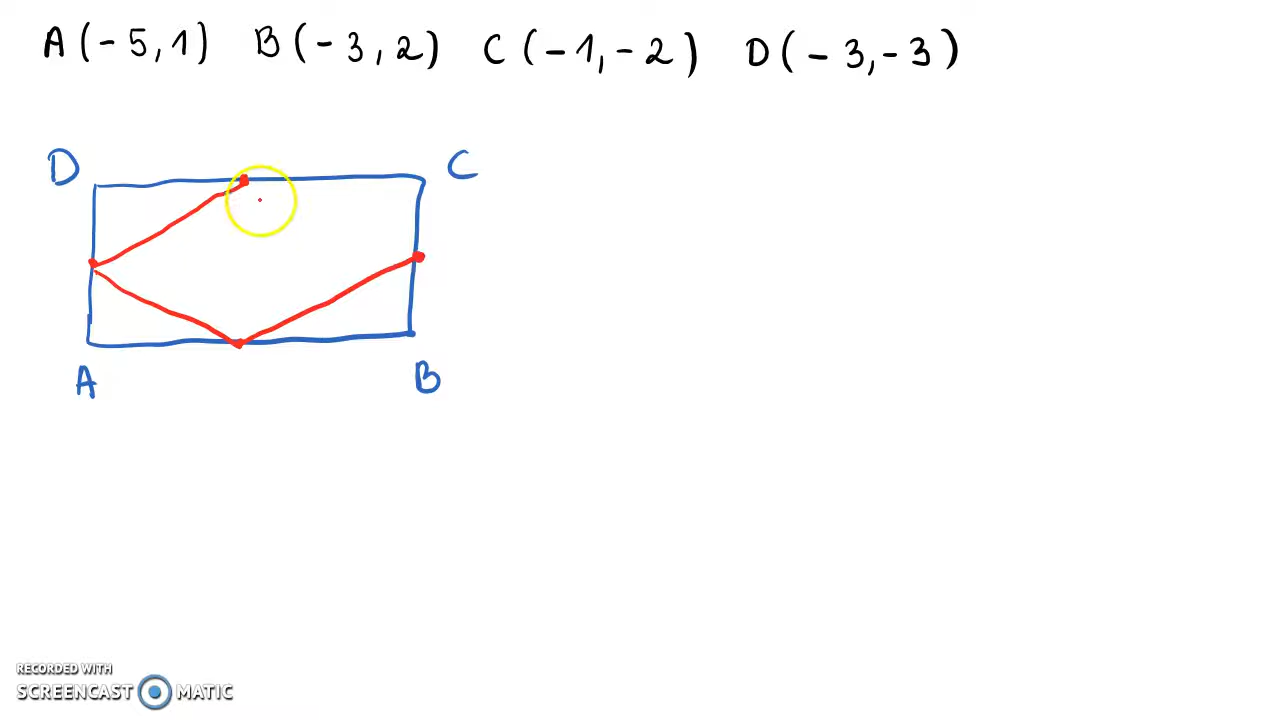 A (-5,1) B (-3,2) C (-1,-2) D (-3,-3)
D C
A B
RECORDED WITH
SCREENCAST MATIC